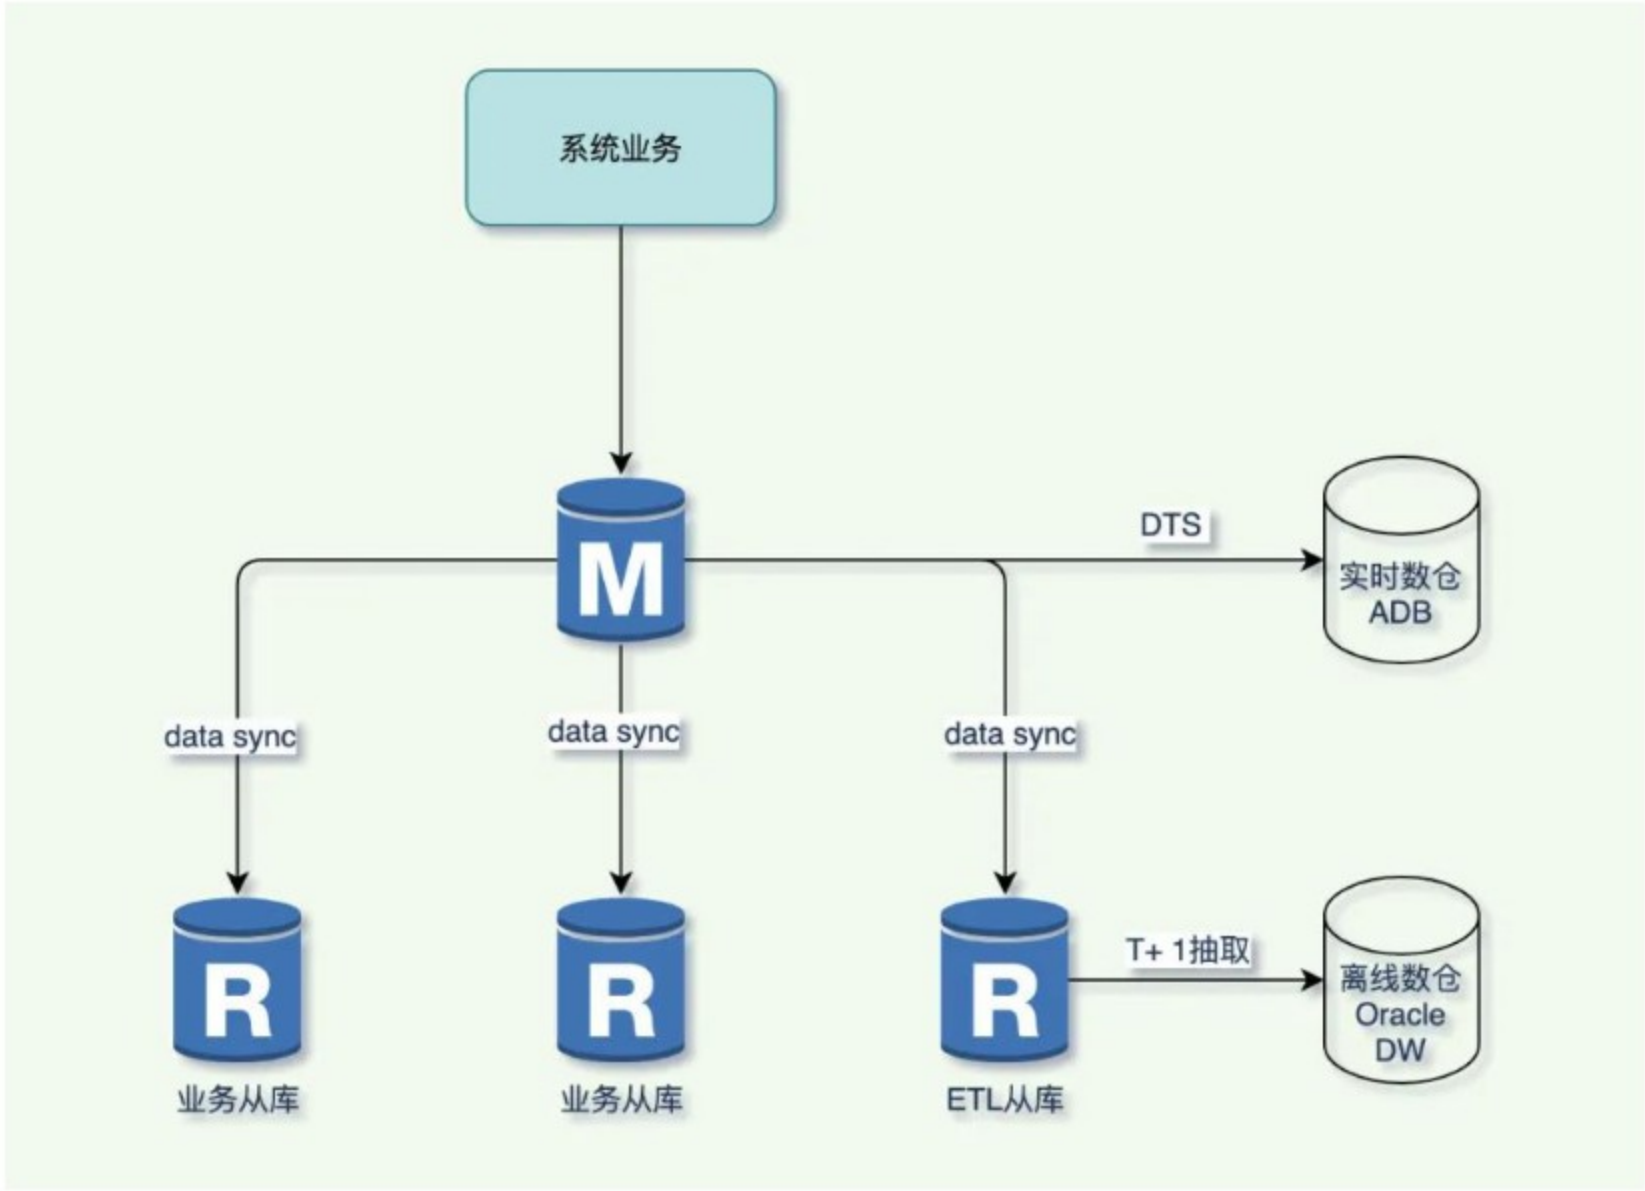 系统业务
M
DTS
实时数仓
ADB
data sync
data sync
data sync
R
R
R
T+ 1抽取
离线数仓
Oracle
DW
业务从库
业务从库
ETL从库